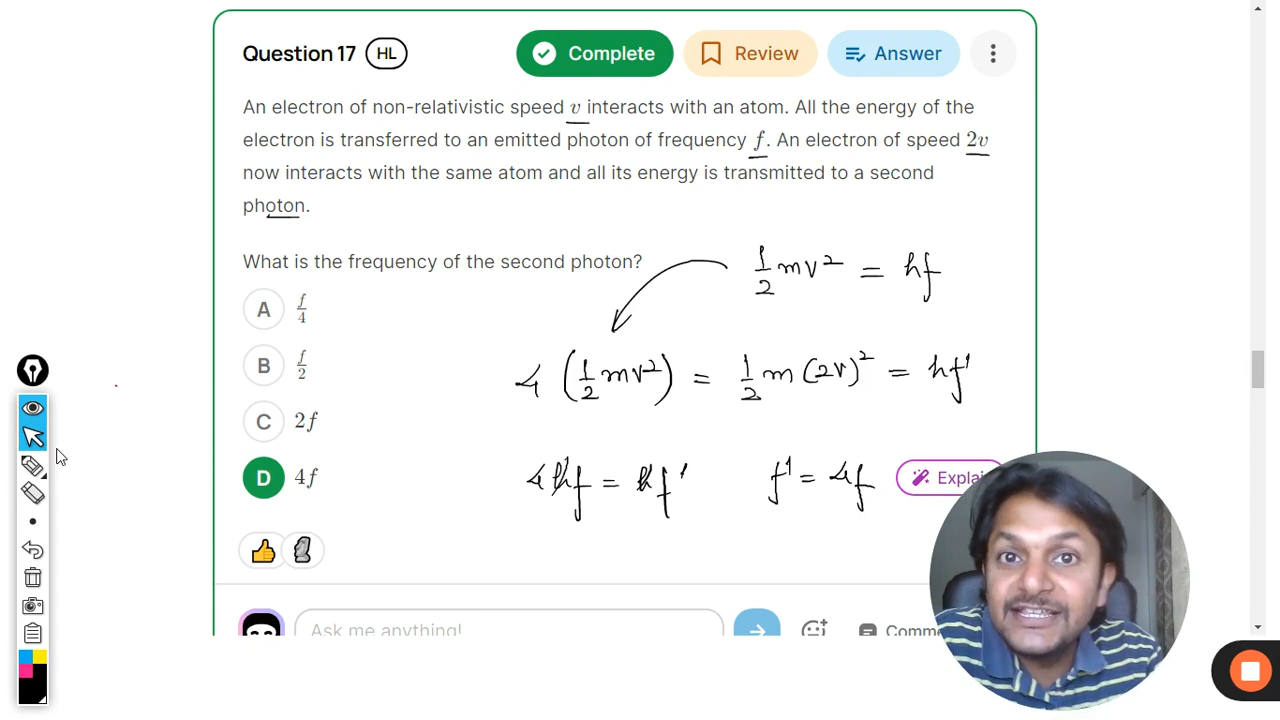 Question 17 HL Complete Review Answer
An electron of non-relativistic speed v interacts with an atom. All the energy of the
electron is transferred to an emitted photon of frequency f. An electron of speed 2v
now interacts with the same atom and all its energy is transmitted to a second
photon.
What is the frequency of the second photon?
1/2 mv² = hf
A f/4
B f/2
4 (1/2 mv²) = 1/2 m (2v)² = hf'
C 2f
D 4f
4hf = hf' f' = 4f
Explai
Ask me anything!
Comm